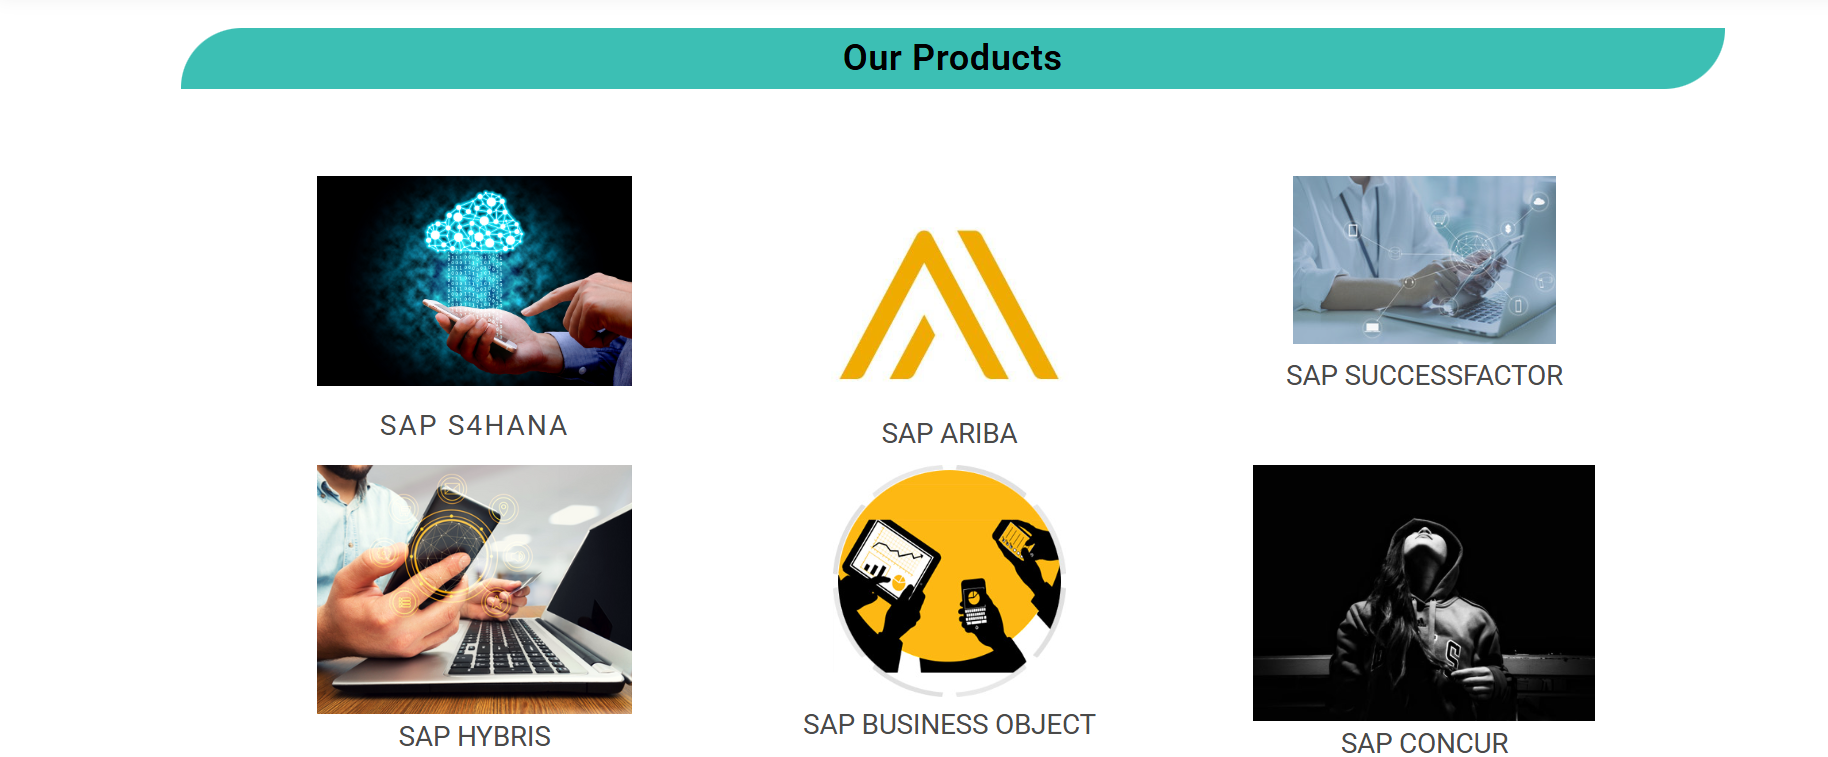 Our Products
SAP S4HANA
SAP ARIBA
SAP SUCCESSFACTOR
SAP HYBRIS
SAP BUSINESS OBJECT
SAP CONCUR